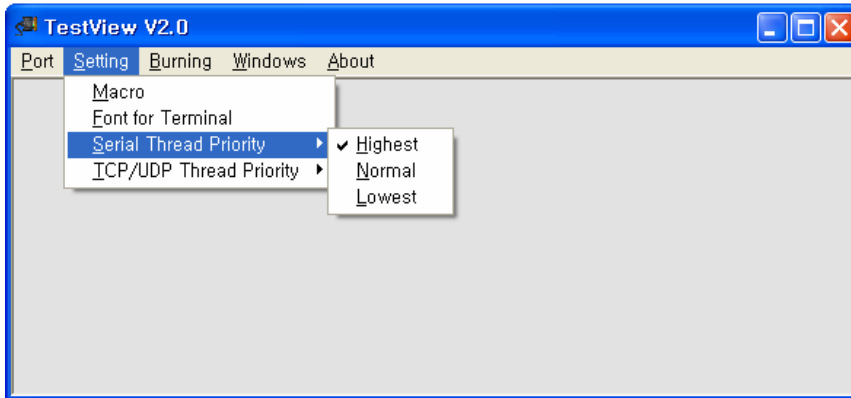 TestView V2.0
Port Setting Burning Windows About
Macro
Font for Terminal
Serial Thread Priority
TCP/UDP Thread Priority
Highest
Normal
Lowest